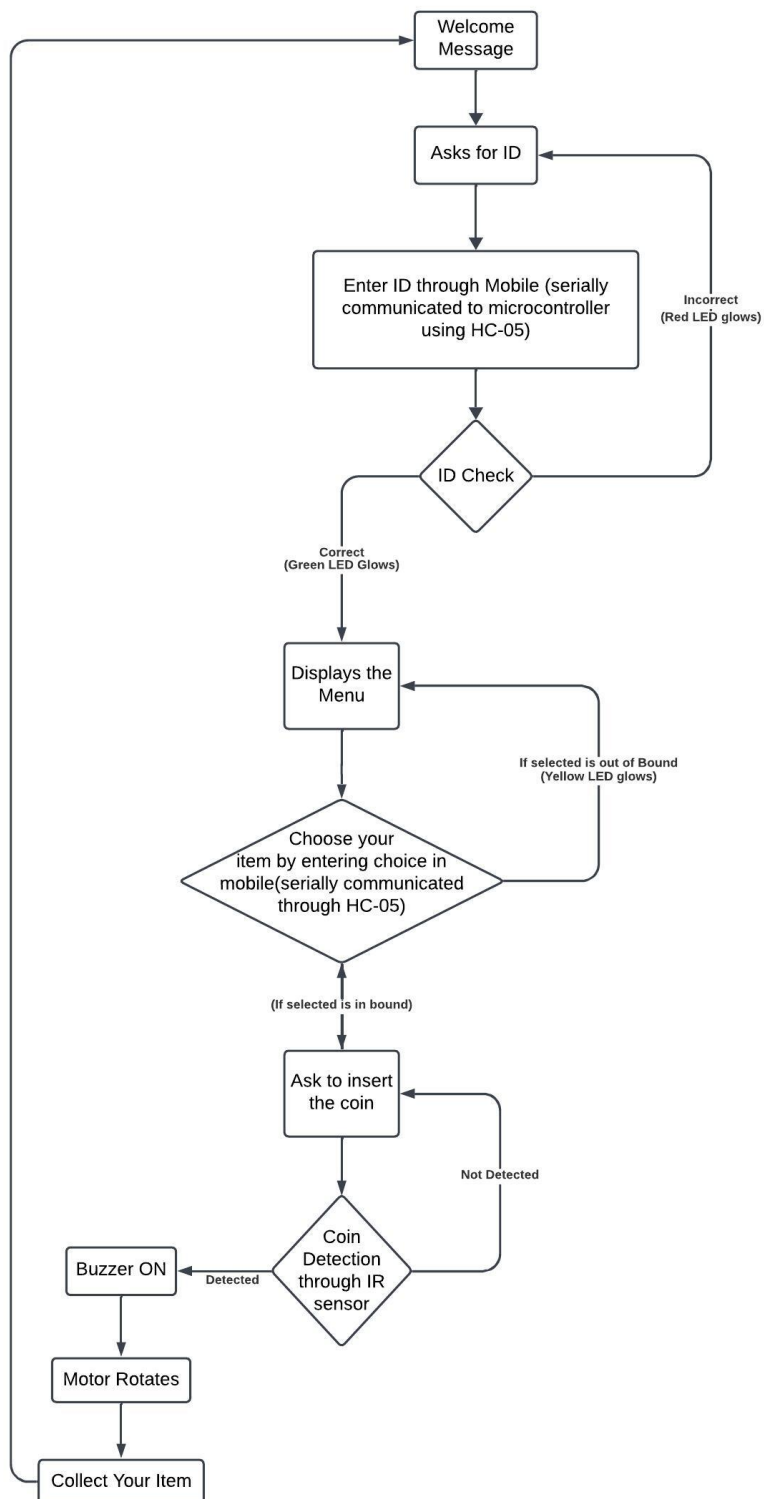 Welcome
Message
Asks for ID
Enter ID through Mobile (serially
communicated to microcontroller
using HC-05)
Incorrect
(Red LED glows)
ID Check
Correct
(Green LED Glows)
Displays the
Menu
If selected is out of Bound
(Yellow LED glows)
Choose your
item by entering choice in
mobile(serially communicated
through HC-05)
(If selected is in bound)
Ask to insert
the coin
Not Detected
Coin
Detection
through IR
sensor
Detected
Buzzer ON
Motor Rotates
Collect Your Item